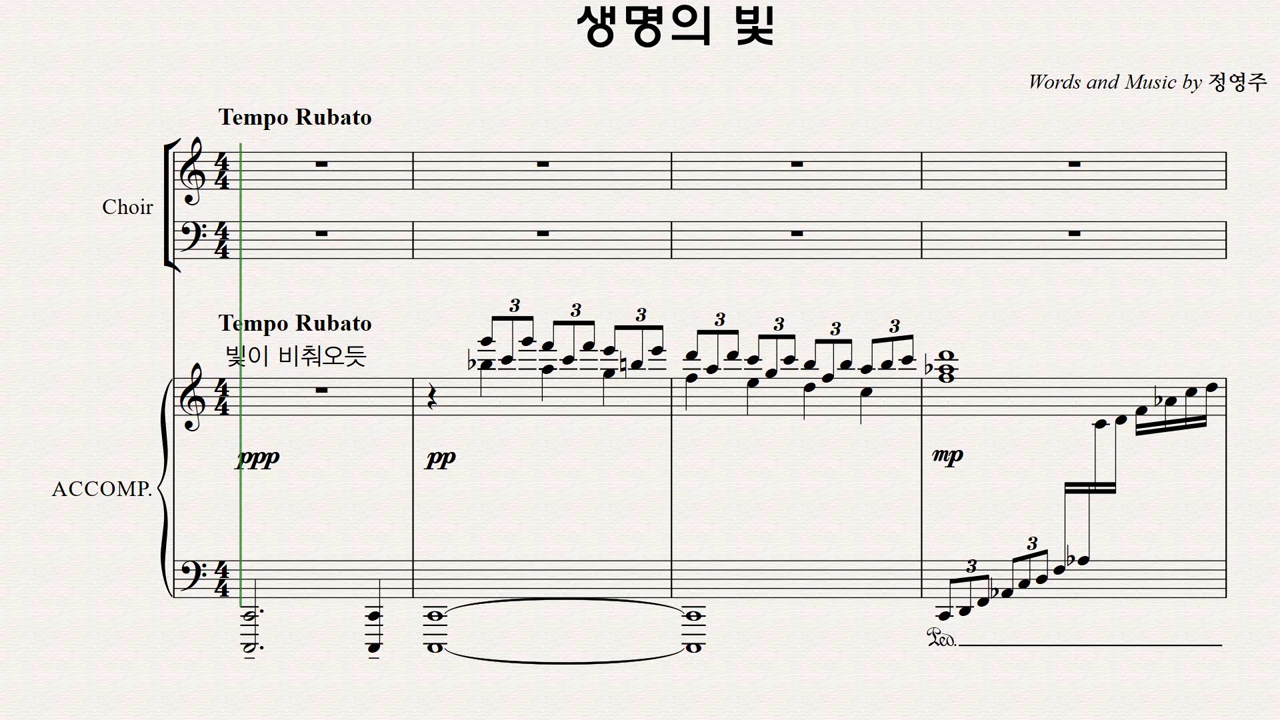 생명의 빛
Words and Music by 정영주
Tempo Rubato
Choir
Tempo Rubato
빛이 비춰오듯
3 3 3 3 3 3 3
ppp pp mp
ACCOMP.
3 3
Ped.